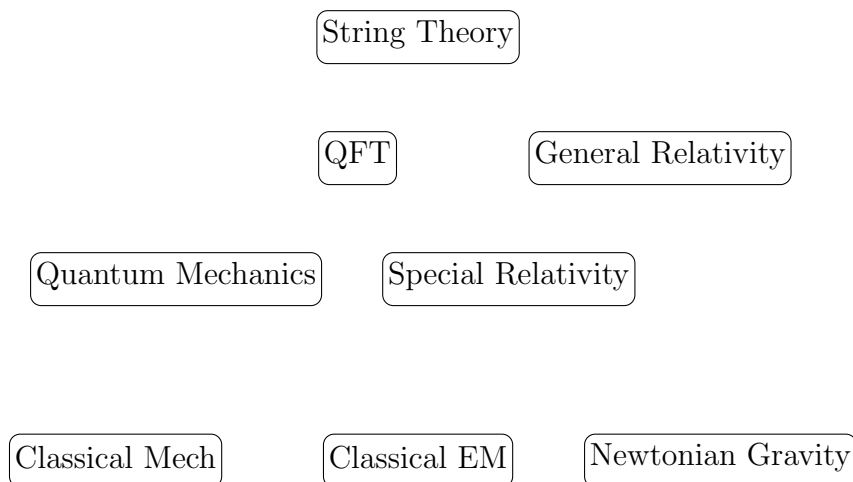 String Theory
QFT
General Relativity
Quantum Mechanics
Special Relativity
Classical Mech
Classical EM
Newtonian Gravity